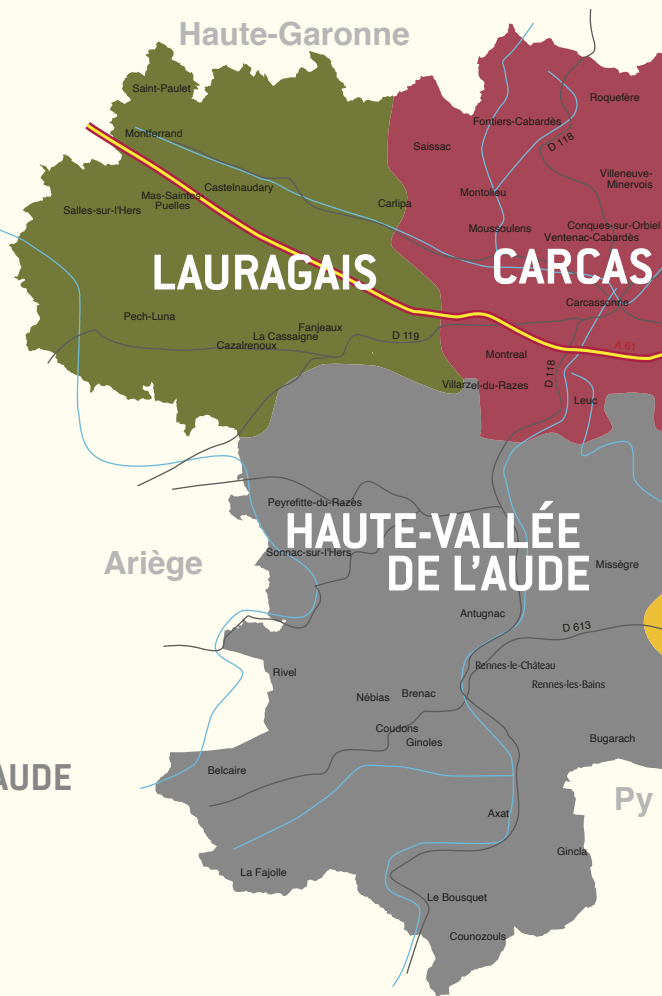 Haute-Garonne
Saint-Paulet
Roquefère
Fontiers-Cabardès
Montferrand
D 118
Saissac
Villeneuve-
Minervois
Castelnaudary
Mas-Saintes
Puelles
Montolieu
Carlipa
Salles-sur-l'Hers
Moussoulens
Conques-sur-Orbiel
Ventenac-Cabardès
LAURAGAIS
CARCAS
Carcassonne
Pech-Luna
Fanjeaux
La Cassaigne
D 119
Cazalrenoux
A 61
Montreal
D 118
Villarzel-du-Razes
Leuc
Peyrefitte-du-Razès
HAUTE-VALLÉE
DE L'AUDE
Sonnac-sur-l'Hers
Ariège
Missègre
Antugnac
D 613
Rennes-le-Château
Rivel
Rennes-les-Bains
Nébias
Brenac
Coudons
Ginoles
Bugarach
Belcaire
AUDE
Py
Axat
Gincla
La Fajolle
Le Bousquet
Counozouls